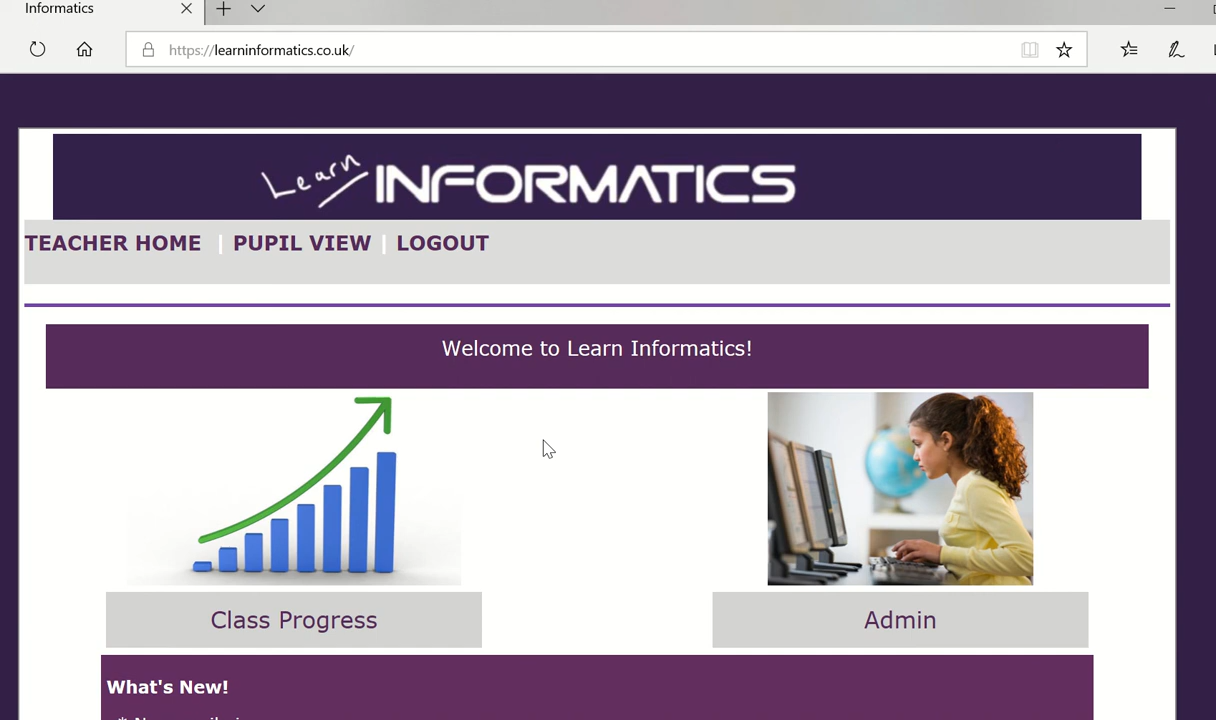 Informatics
https://learninformatics.co.uk/
Learn INFORMATICS
TEACHER HOME | PUPIL VIEW | LOGOUT
Welcome to Learn Informatics!
Class Progress
Admin
What's New!